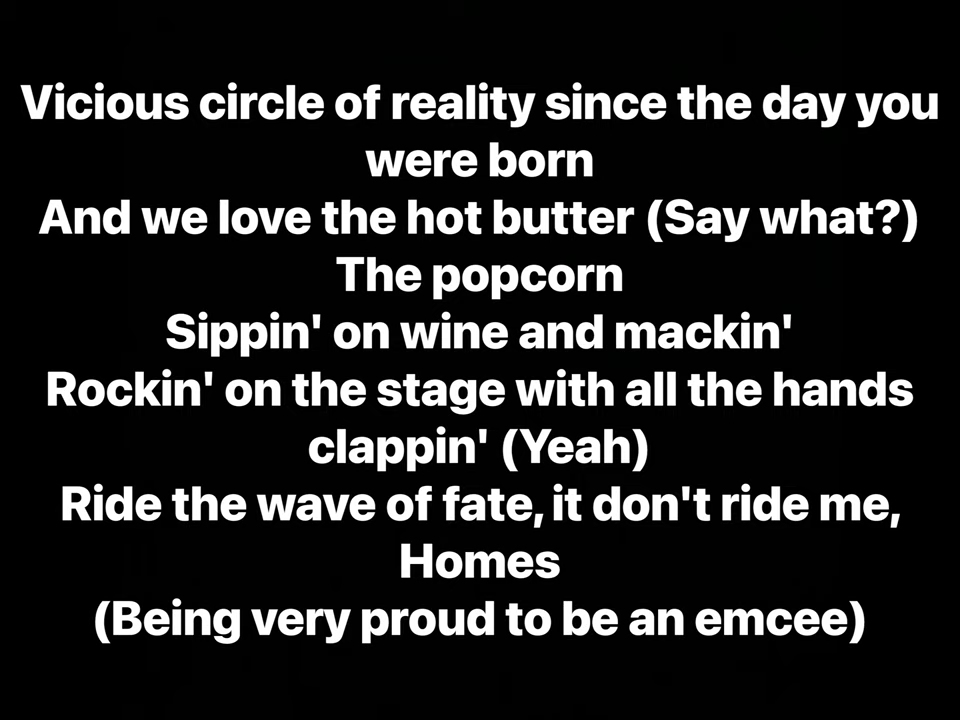 Vicious circle of reality since the day you
were born
And we love the hot butter (Say what?)
The popcorn
Sippin' on wine and mackin'
Rockin' on the stage with all the hands
clappin' (Yeah)
Ride the wave of fate, it don't ride me,
Homes
(Being very proud to be an emcee)